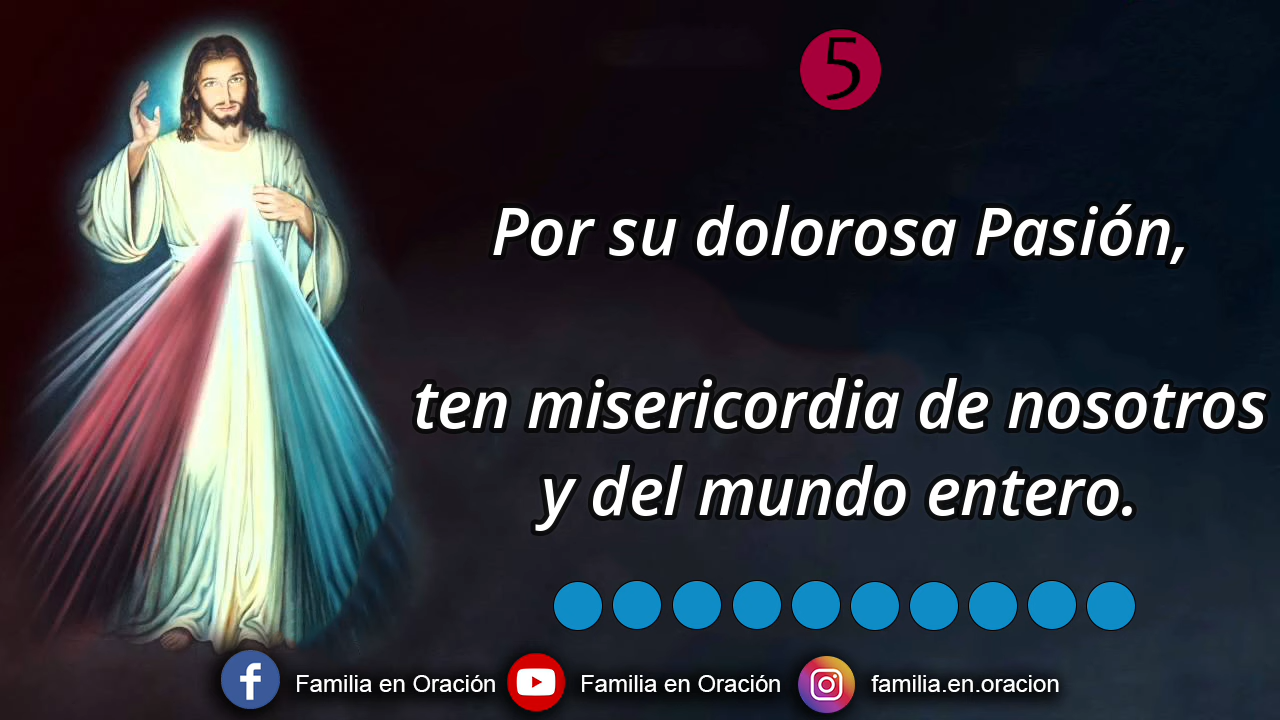 5
Por su dolorosa Pasión,
ten misericordia de nosotros
y del mundo entero.
Familia en Oración Familia en Oración familia.en.oracion